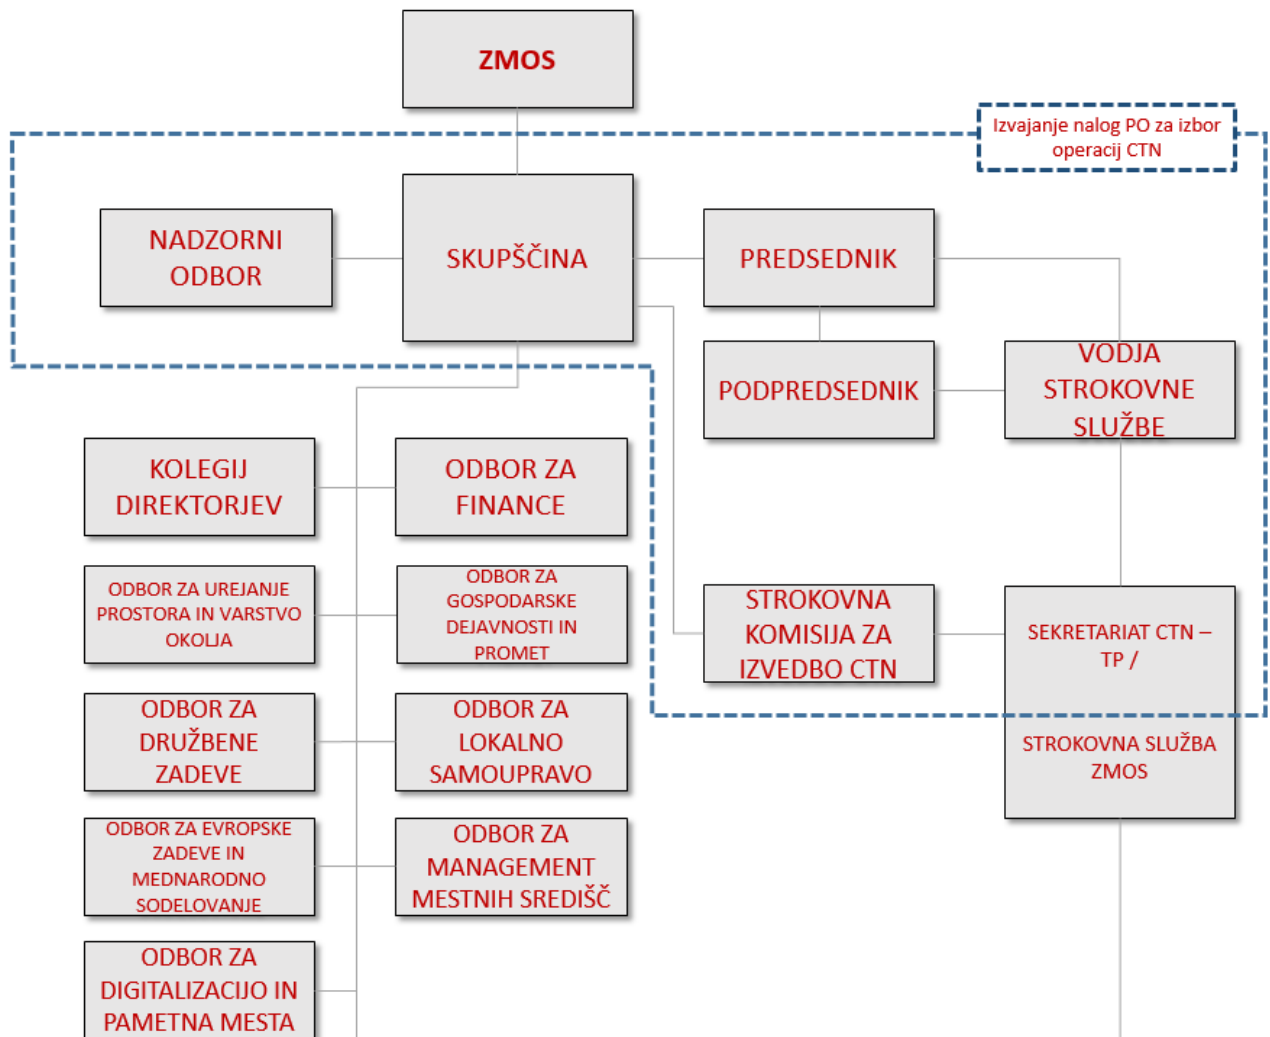 ZMOS
Izvajanje nalog PO za izbor
operacij CTN
NADZORNI
ODBOR
SKUPŠČINA
PREDSEDNIK
PODPREDSEDNIK
VODJA
STROKOVNE
SLUŽBE
KOLEGIJ
DIREKTORJEV
ODBOR ZA
FINANCE
ODBOR ZA UREJANJE
PROSTORA IN VARSTVO
OKOLJA
ODBOR ZA
GOSPODARSKE
DEJAVNOSTI IN
PROMET
STROKOVNA
KOMISIJA ZA
IZVEDBO CTN
SEKRETARIAT CTN –
TP /
STROKOVNA SLUŽBA
ZMOS
ODBOR ZA
DRUŽBENE
ZADEVE
ODBOR ZA
LOKALNO
SAMOUPRAVO
ODBOR ZA EVROPSKE
ZADEVE IN
MEDNARODNO
SODELOVANJE
ODBOR ZA
MANAGEMENT
MESTNIH SREDIŠČ
ODBOR ZA
DIGITALIZACIJO IN
PAMETNA MESTA